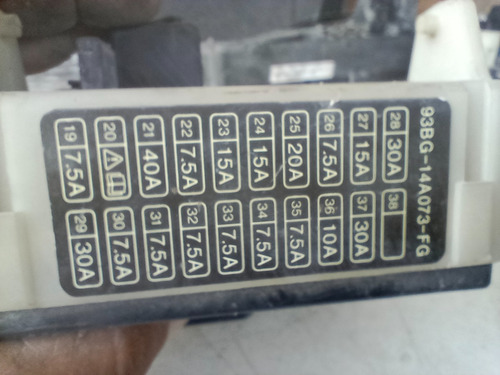 93BG-14A073-FG
19 7.5A
20
21 40A
22 7.5A
23 15A
24 15A
25 20A
26 7.5A
27 15A
28 30A
29 30A
30 7.5A
31 7.5A
32 7.5A
33 7.5A
34 7.5A
35 7.5A
36 10A
37 30A
38